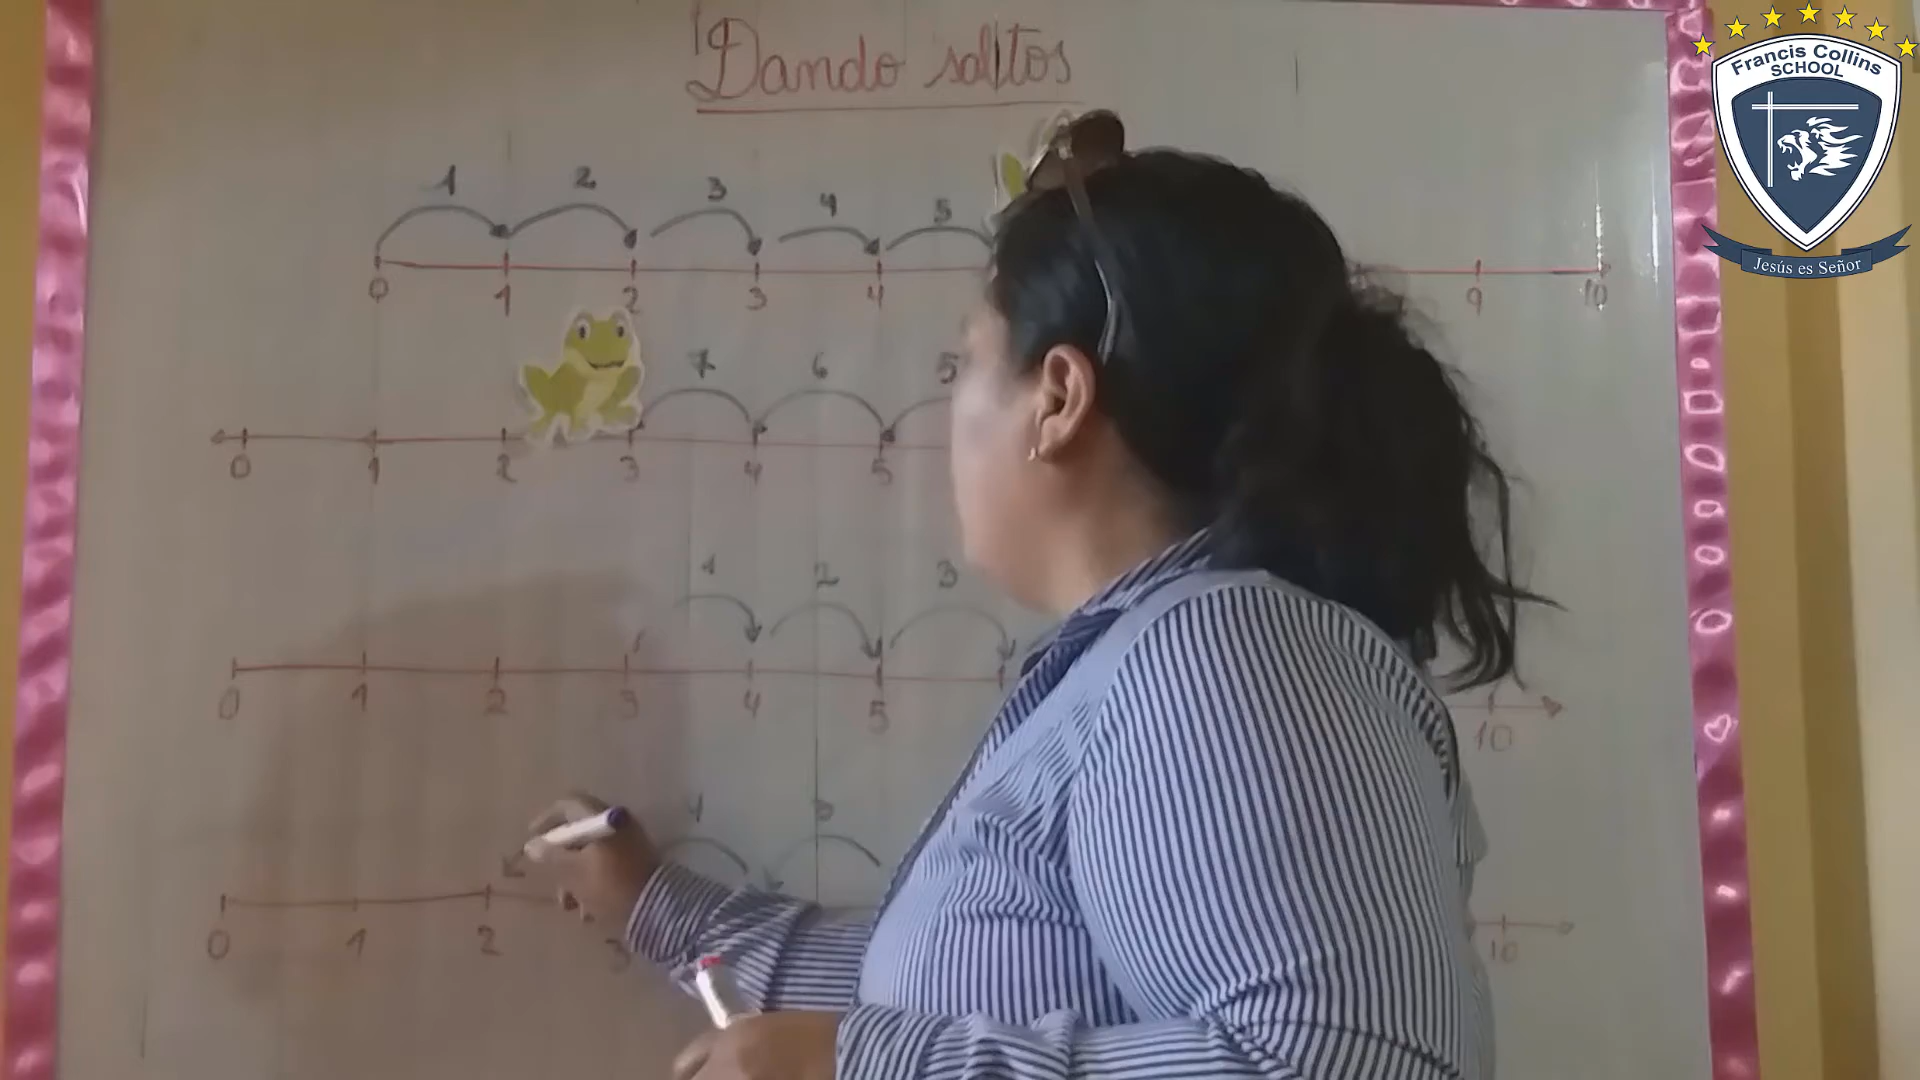 Dando saltos
1 2 3 4 5
0 1 2 3 4 9 10
7 6 5
0 1 2 3 4 5
1 2 3
0 1 2 3 4 5 10
4 3
0 1 2 3 10
Francis Collins
SCHOOL
Jesús es Señor